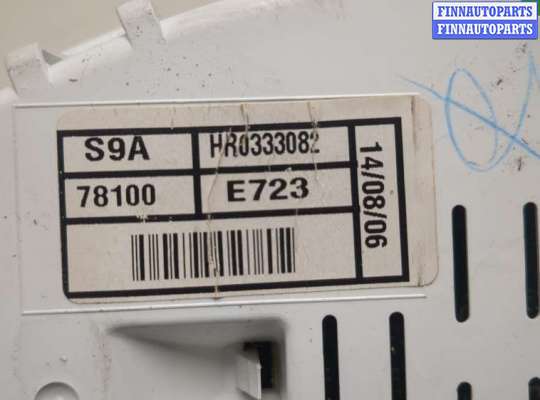 FINNAUTOPARTS
FINNAUTOPARTS
S9A HR0333082
78100 E723
14/08/06